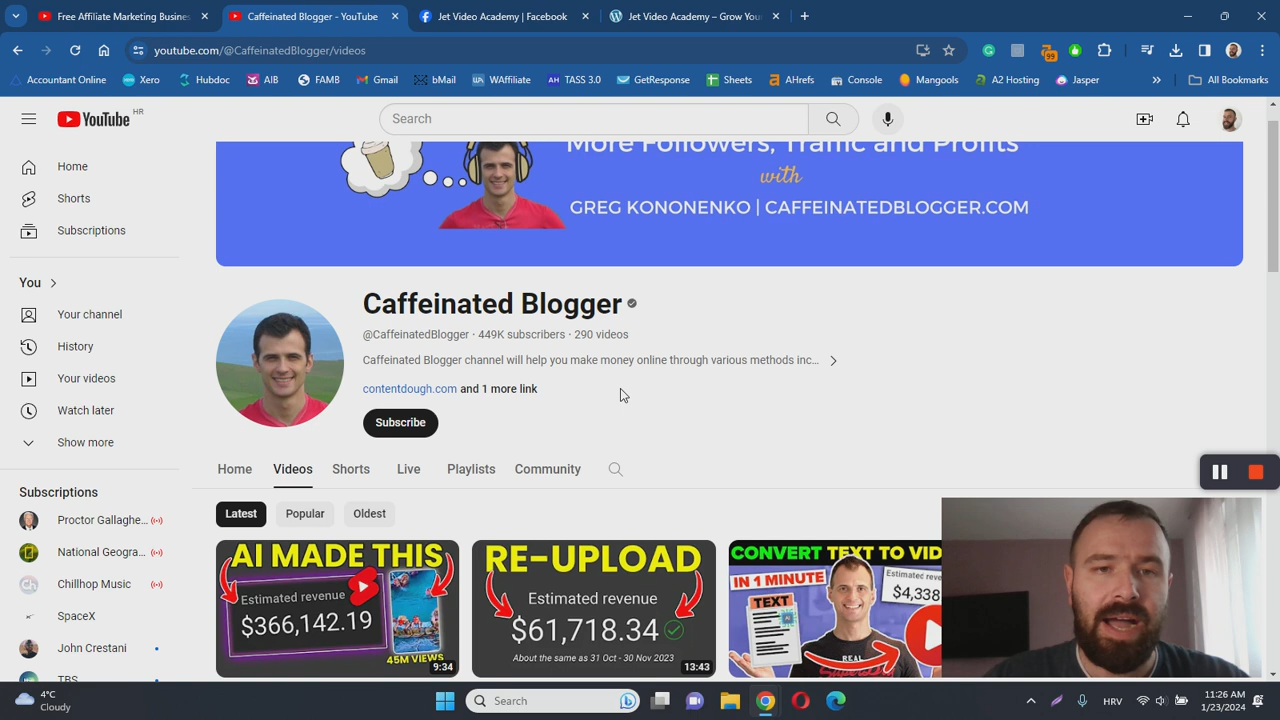 Free Affiliate Marketing Busines
Caffeinated Blogger - YouTube
Jet Video Academy | Facebook
Jet Video Academy – Grow You
youtube.com/@CaffeinatedBlogger/videos
99
Accountant Online
Xero
Hubdoc
AIB
FAMB
Gmail
bMail
WAffiliate
TASS 3.0
GetResponse
Sheets
AHrefs
Console
Mangools
A2 Hosting
Jasper
All Bookmarks
YouTube HR
Search
More Followers, Traffic and Profits
with
GREG KONONENKO | CAFFEINATEDBLOGGER.COM
Home
Shorts
Subscriptions
You
Your channel
History
Your videos
Watch later
Show more
Subscriptions
Proctor Gallaghe...
National Geogra...
Chillhop Music
SpaceX
John Crestani
TBS
Caffeinated Blogger
@CaffeinatedBlogger · 449K subscribers · 290 videos
Caffeinated Blogger channel will help you make money online through various methods inc...
contentdough.com and 1 more link
Subscribe
Home
Videos
Shorts
Live
Playlists
Community
Latest
Popular
Oldest
AI MADE THIS
Estimated revenue
$366,142.19
45M VIEWS
9:34
RE-UPLOAD
Estimated revenue
$61,718.34
About the same as 31 Oct - 30 Nov 2023
13:43
CONVERT TEXT TO VID
IN 1 MINUTE
TEXT
Estimated reve
$4,338
REAL
4°C
Cloudy
Search
HRV
11:26 AM
1/23/2024